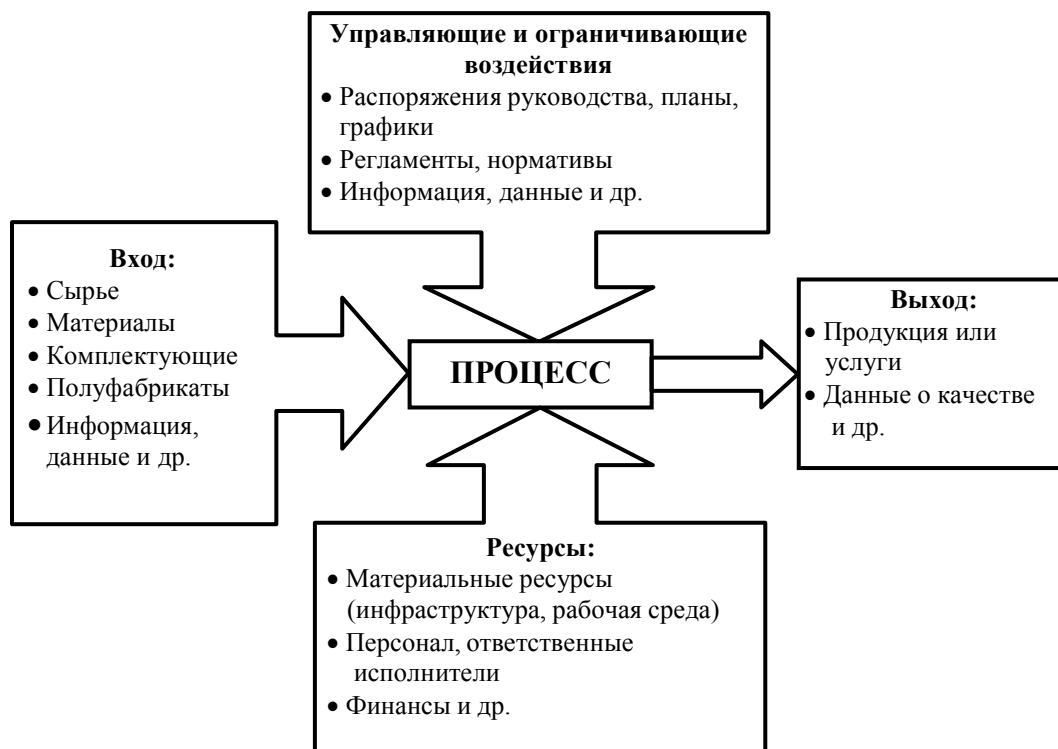 Управляющие и ограничивающие
воздействия
• Распоряжения руководства, планы,
графики
• Регламенты, нормативы
• Информация, данные и др.
Вход:
• Сырье
• Материалы
• Комплектующие
• Полуфабрикаты
• Информация,
данные и др.
ПРОЦЕСС
Выход:
• Продукция или
услуги
• Данные о качестве
и др.
Ресурсы:
• Материальные ресурсы
(инфраструктура, рабочая среда)
• Персонал, ответственные
исполнители
• Финансы и др.